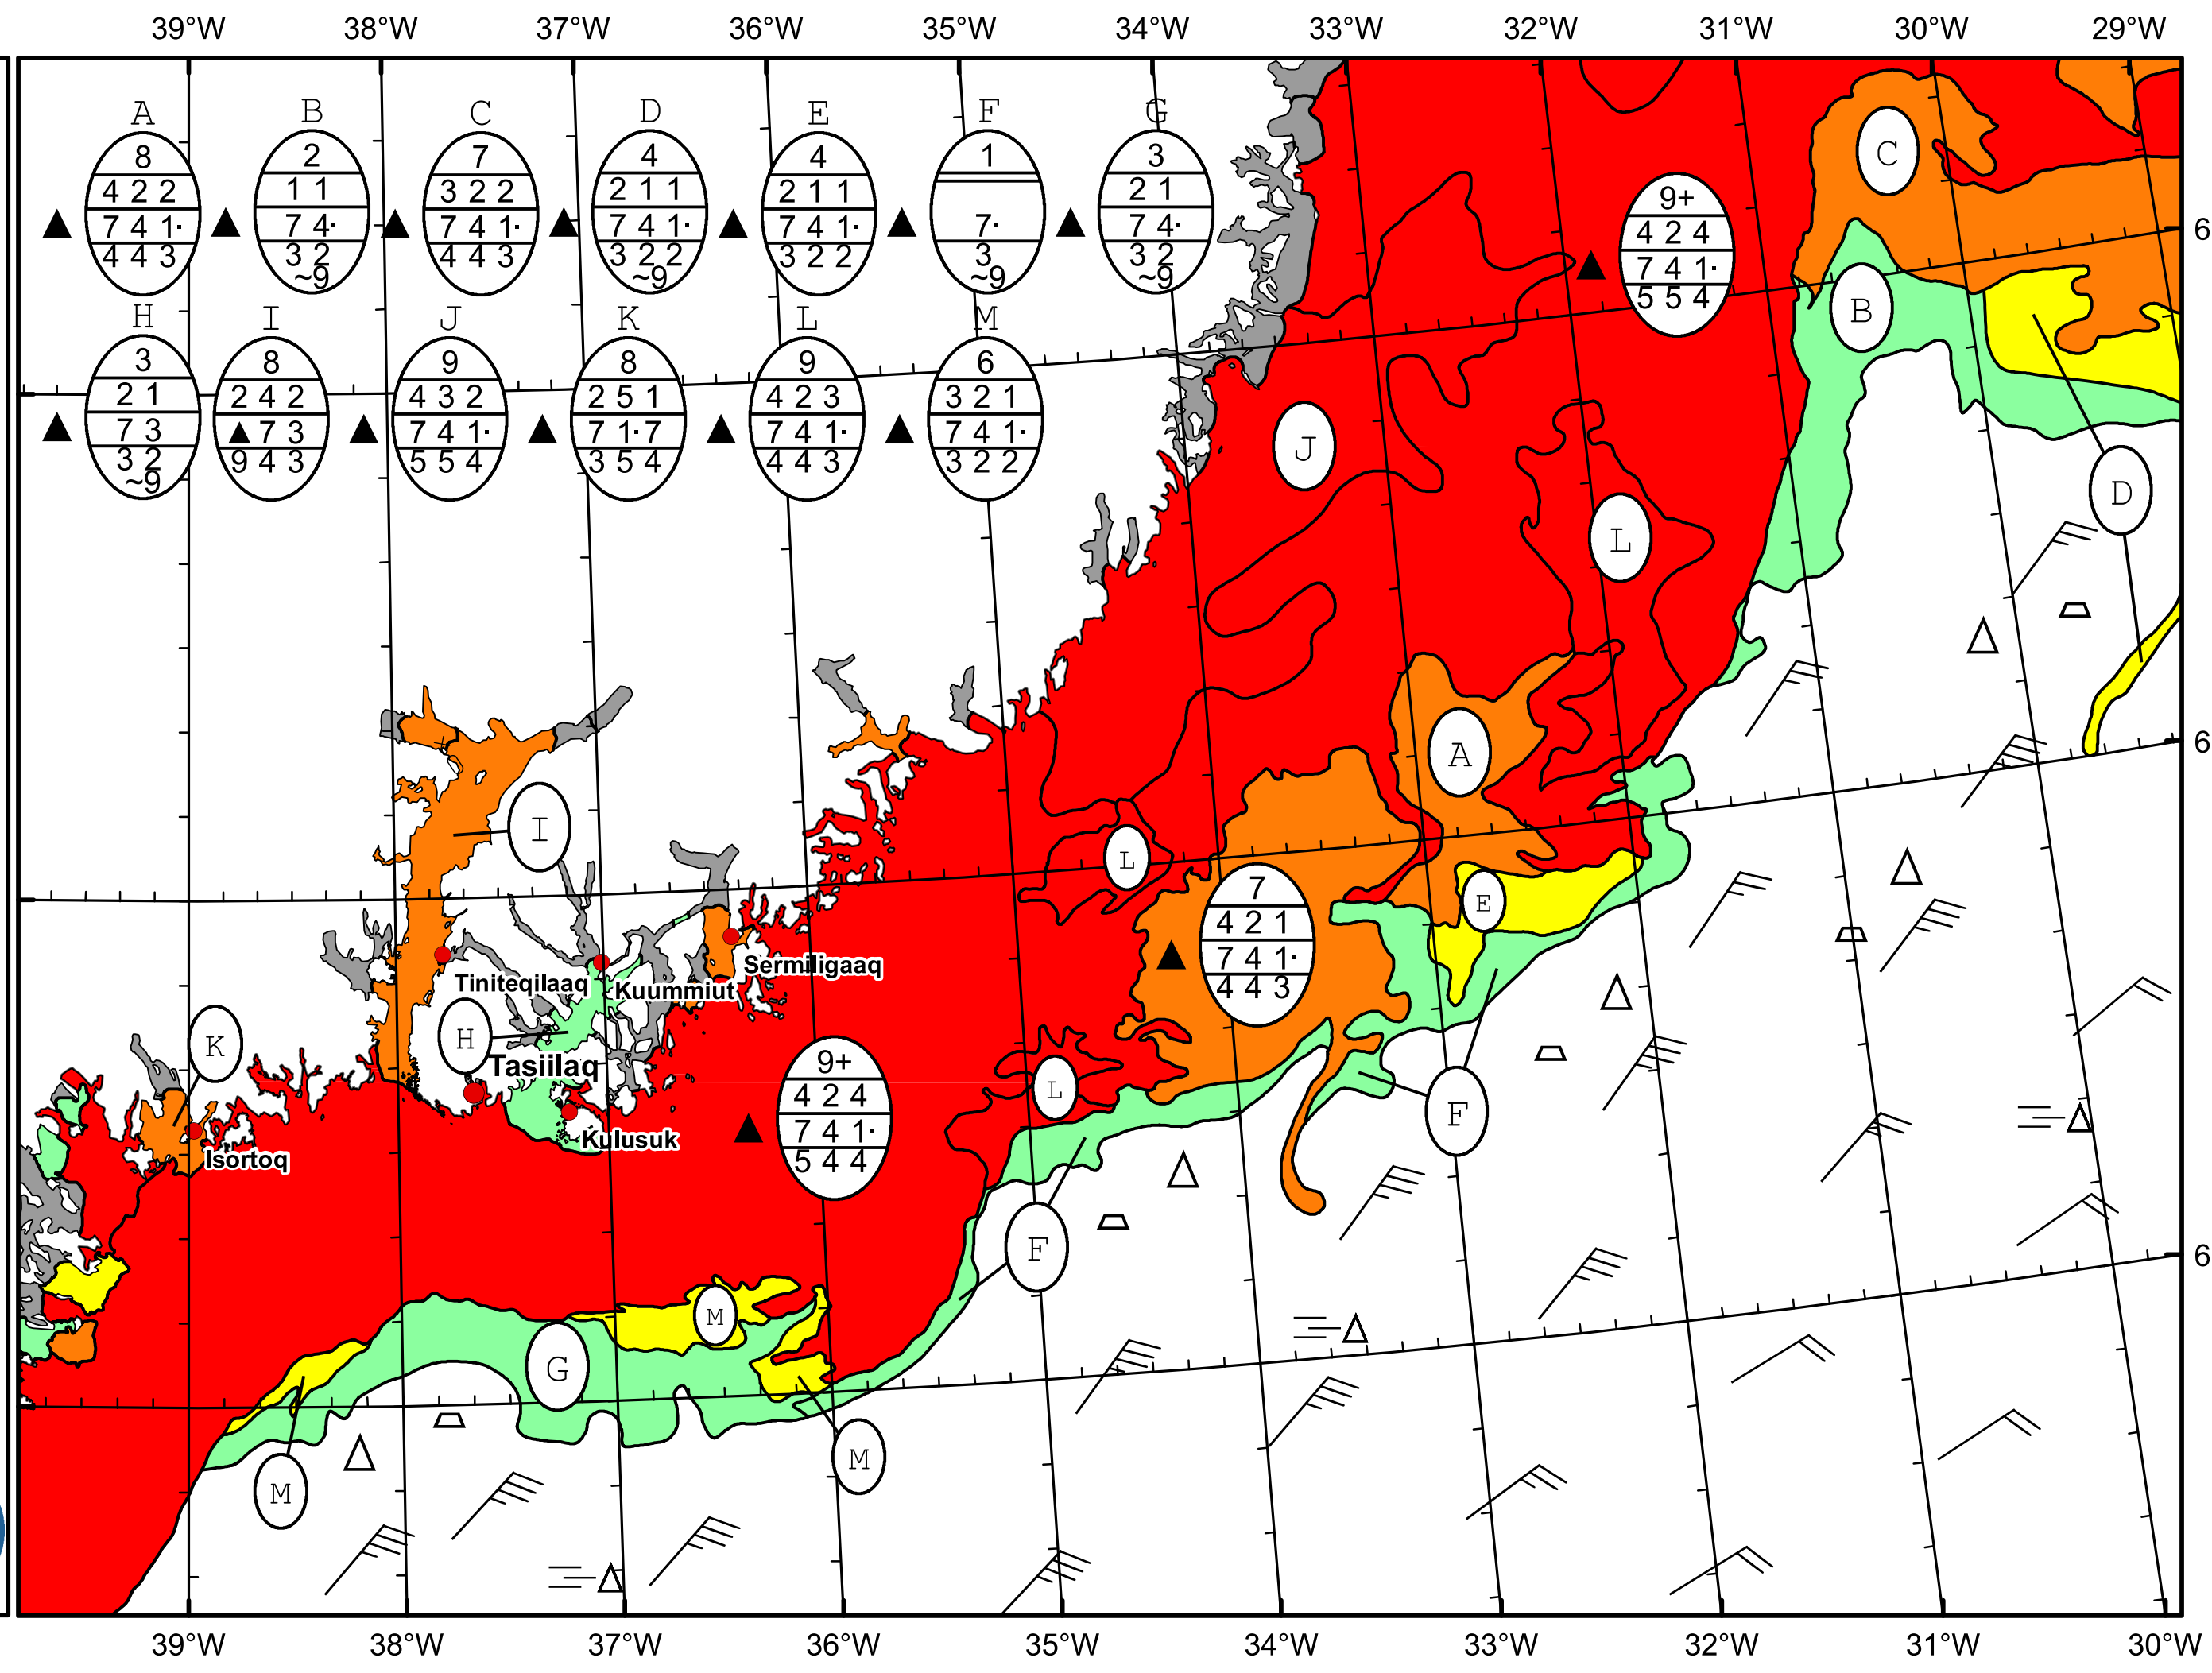 39°W 38°W 37°W 36°W 35°W 34°W 33°W 32°W 31°W 30°W 29°W
A B C D E F G
8 2 7 4 4 1 3
4 2 2 1 1 3 2 2 2 1 1 2 1 1 2 1
7 4 1· 7 4· 7 4 1· 7 4 1· 7 4 1· 7· 7 4·
4 4 3 3 2 4 4 3 3 2 2 3 2 2 3 3 2
~9 ~9 ~9 ~9
H I J K L M
3 8 9 8 9 6
2 1 2 4 2 4 3 2 2 5 1 4 2 3 3 2 1
7 3 ▲ 7 3 7 4 1· 7 1· 7 7 4 1· 7 4 1·
3 2 9 4 3 5 5 4 3 5 4 4 4 3 3 2 2
~9
C
9+
4 2 4
7 4 1·
5 5 4
6
B
J
D
L
A
6
I
L
E
7
4 2 1
7 4 1·
4 4 3
Sermiligaaq
Tiniteqilaaq
Kuummiut
K
H
Tasiilaq
9+
4 2 4
7 4 1·
5 4 4
L
F
Kulusuk
Isortoq
F
6
M
G
M
M
39°W 38°W 37°W 36°W 35°W 34°W 33°W 32°W 31°W 30°W